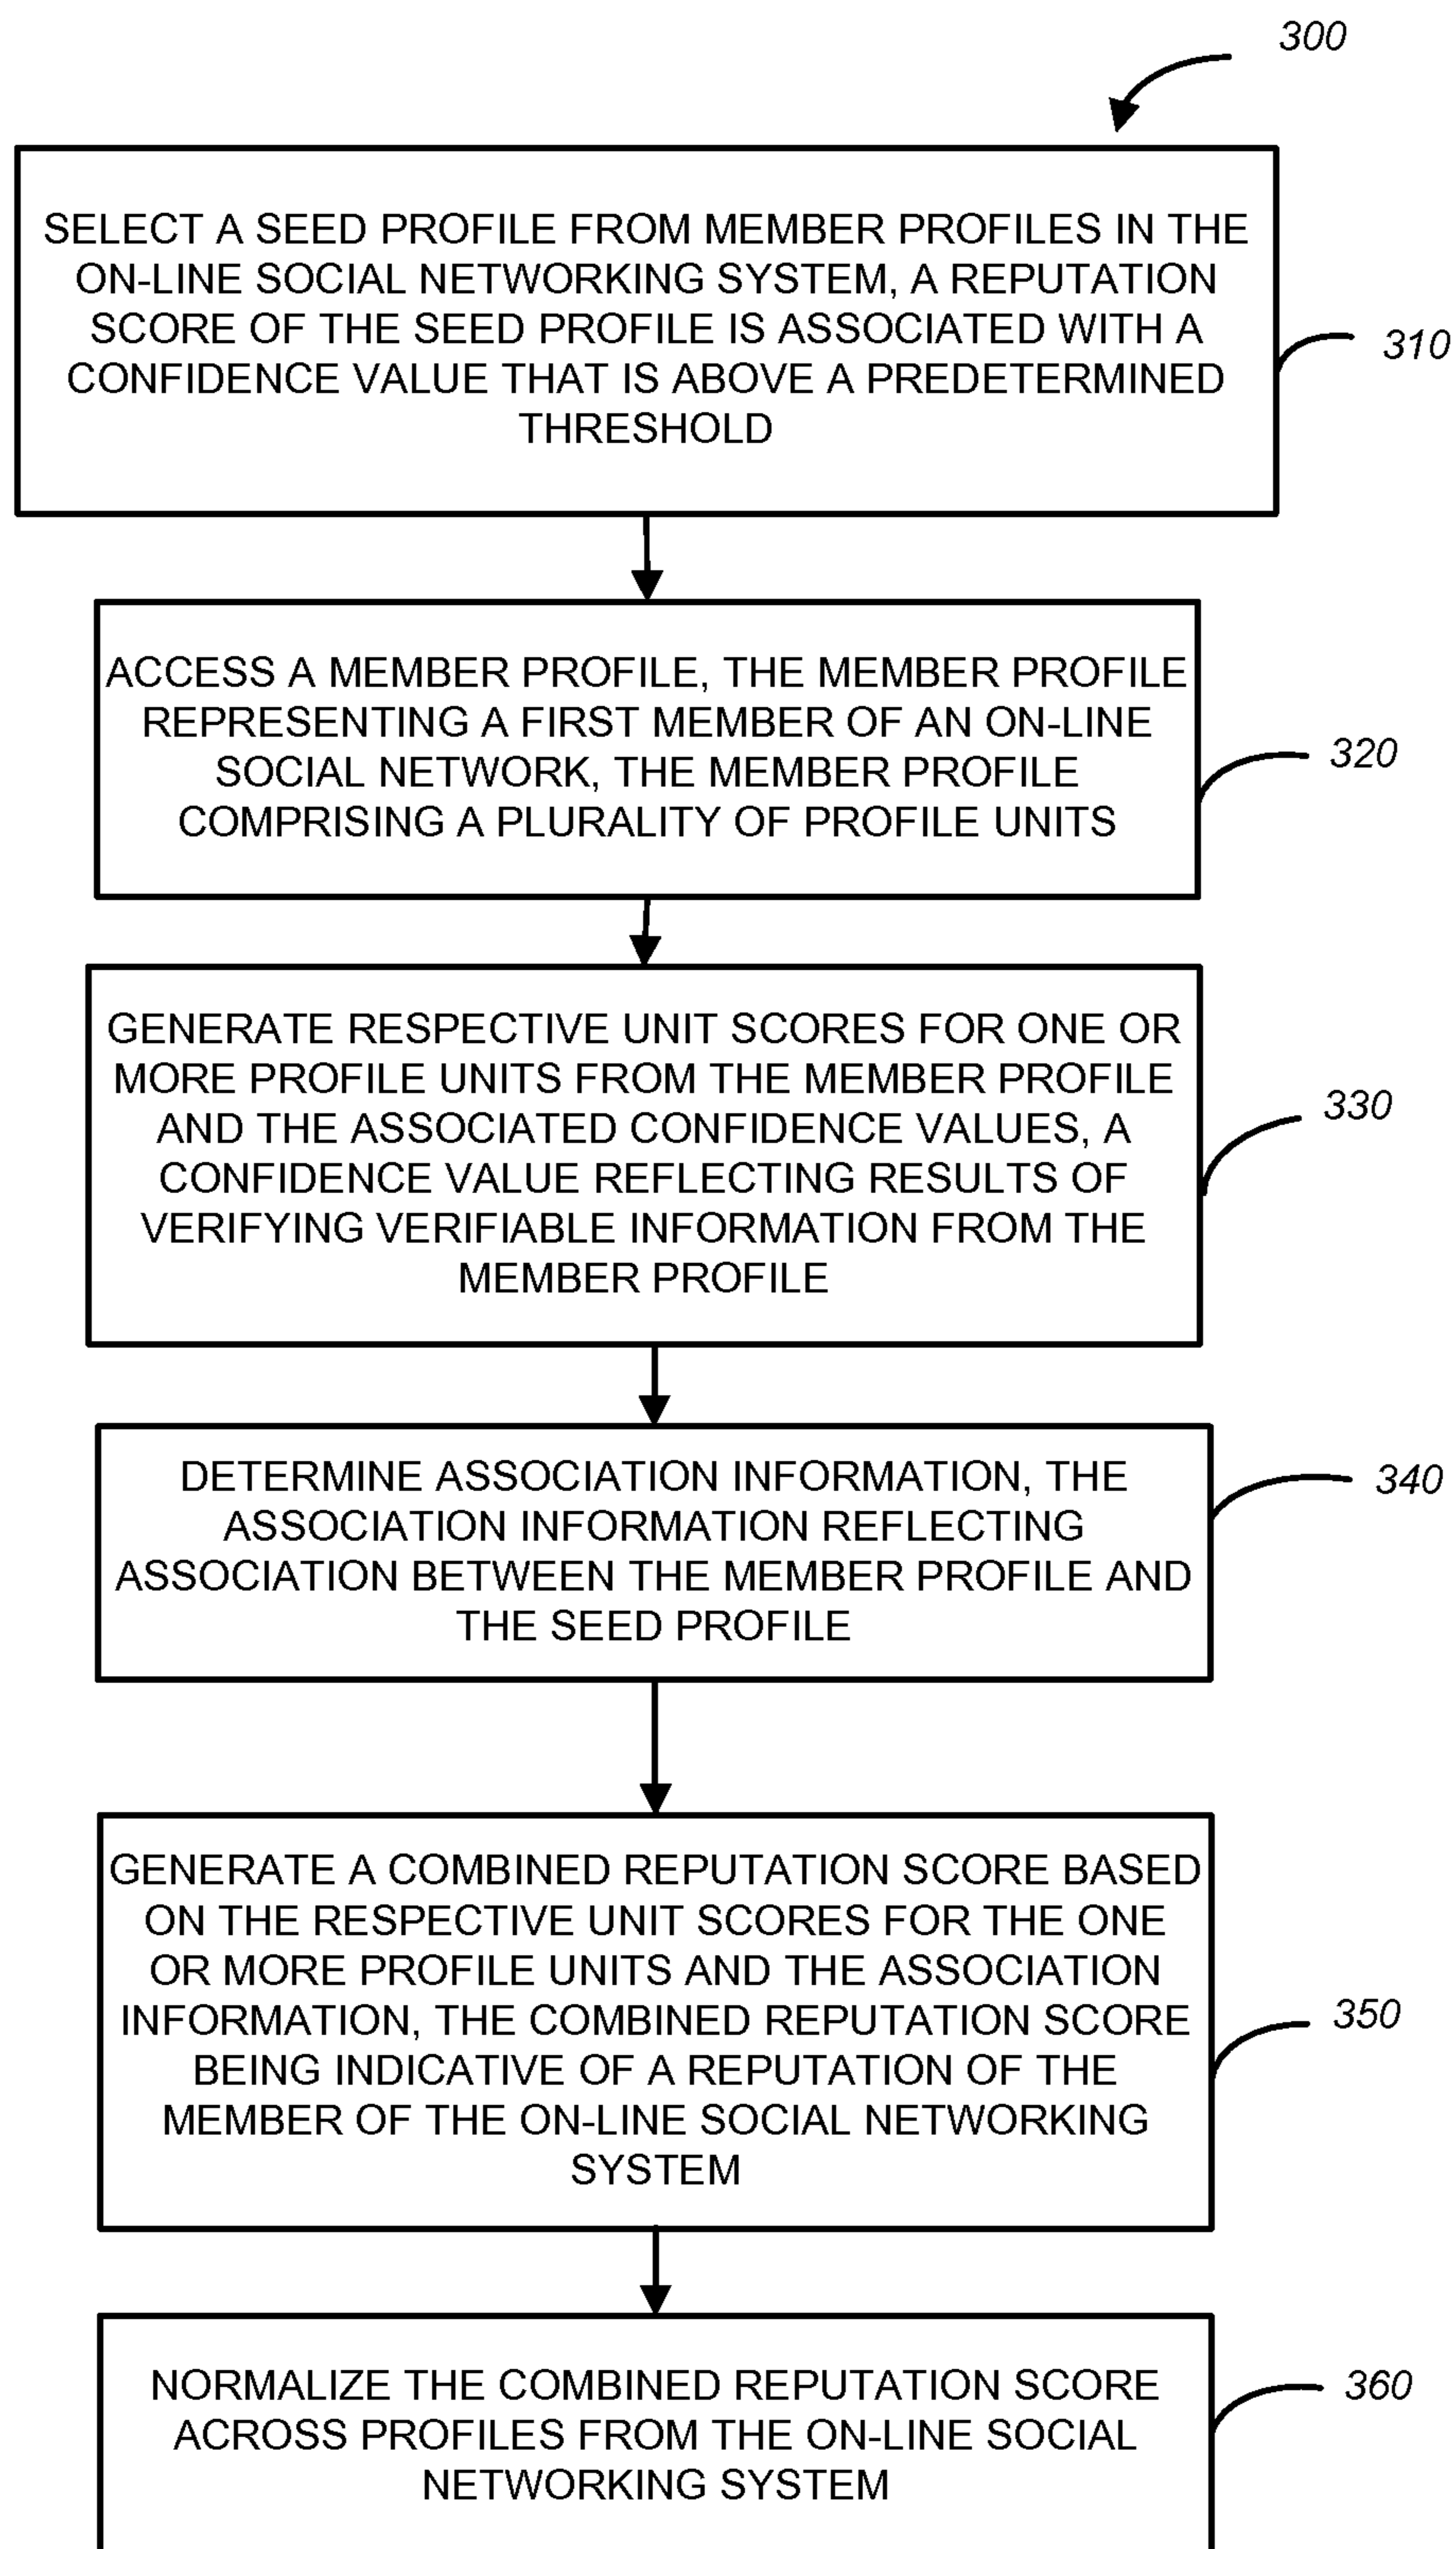 300
SELECT A SEED PROFILE FROM MEMBER PROFILES IN THE
ON-LINE SOCIAL NETWORKING SYSTEM, A REPUTATION
SCORE OF THE SEED PROFILE IS ASSOCIATED WITH A
CONFIDENCE VALUE THAT IS ABOVE A PREDETERMINED
THRESHOLD
310
ACCESS A MEMBER PROFILE, THE MEMBER PROFILE
REPRESENTING A FIRST MEMBER OF AN ON-LINE
SOCIAL NETWORK, THE MEMBER PROFILE
COMPRISING A PLURALITY OF PROFILE UNITS
320
GENERATE RESPECTIVE UNIT SCORES FOR ONE OR
MORE PROFILE UNITS FROM THE MEMBER PROFILE
AND THE ASSOCIATED CONFIDENCE VALUES, A
CONFIDENCE VALUE REFLECTING RESULTS OF
VERIFYING VERIFIABLE INFORMATION FROM THE
MEMBER PROFILE
330
DETERMINE ASSOCIATION INFORMATION, THE
ASSOCIATION INFORMATION REFLECTING
ASSOCIATION BETWEEN THE MEMBER PROFILE AND
THE SEED PROFILE
340
GENERATE A COMBINED REPUTATION SCORE BASED
ON THE RESPECTIVE UNIT SCORES FOR THE ONE
OR MORE PROFILE UNITS AND THE ASSOCIATION
INFORMATION, THE COMBINED REPUTATION SCORE
BEING INDICATIVE OF A REPUTATION OF THE
MEMBER OF THE ON-LINE SOCIAL NETWORKING
SYSTEM
350
NORMALIZE THE COMBINED REPUTATION SCORE
ACROSS PROFILES FROM THE ON-LINE SOCIAL
NETWORKING SYSTEM
360